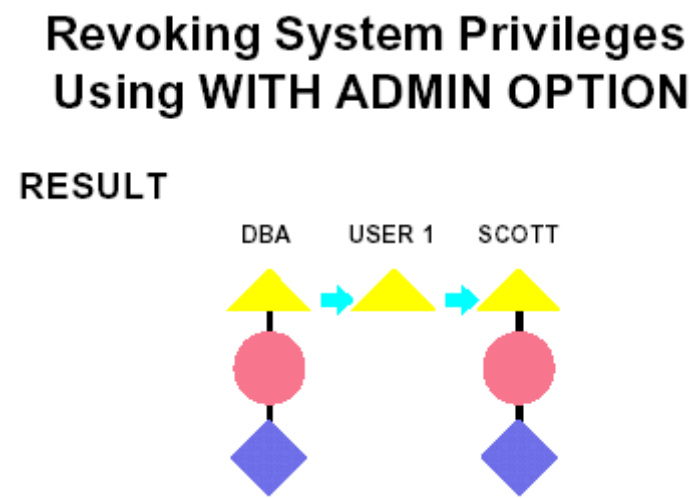 Revoking System Privileges
Using WITH ADMIN OPTION
RESULT
DBA USER 1 SCOTT